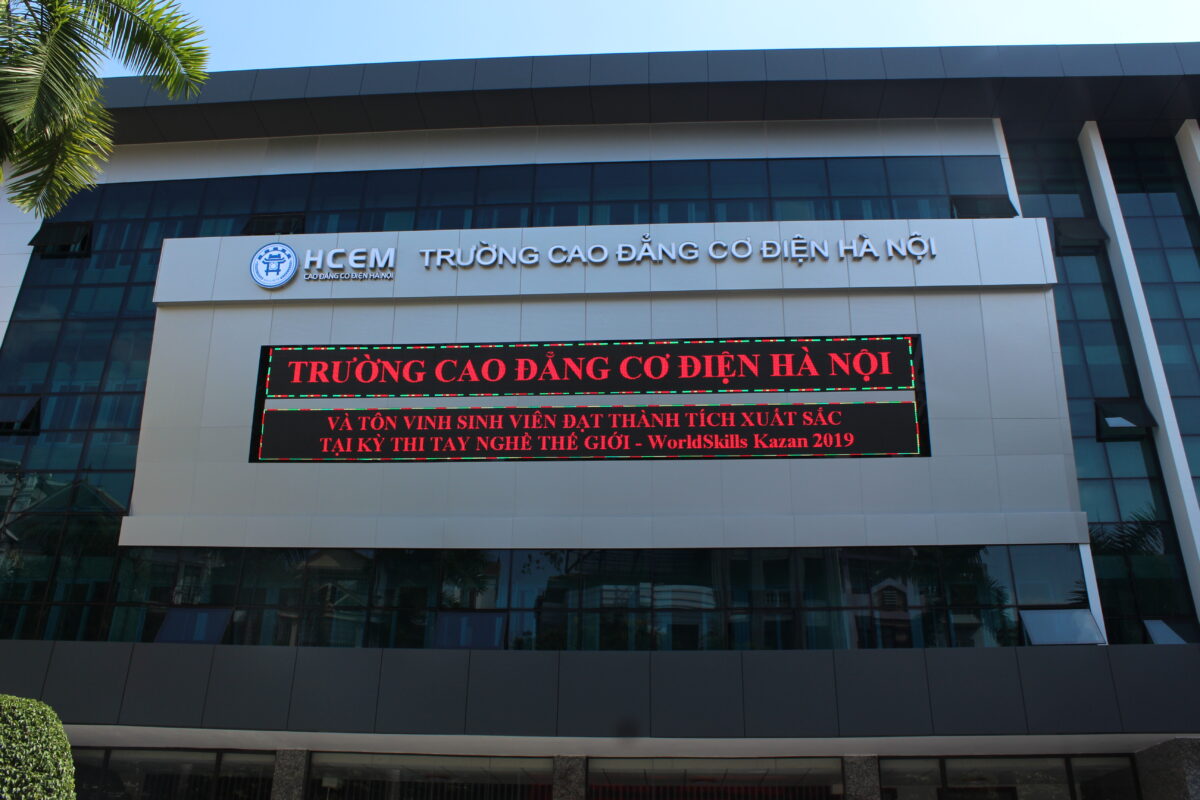 HCEM
CAO ĐẲNG CƠ ĐIỆN HÀ NỘI
TRƯỜNG CAO ĐẲNG CƠ ĐIỆN HÀ NỘI
TRƯỜNG CAO ĐẲNG CƠ ĐIỆN HÀ NỘI
VÀ TÔN VINH SINH VIÊN ĐẠT THÀNH TÍCH XUẤT SẮC
TẠI KỲ THI TAY NGHỀ THẾ GIỚI - WorldSkills Kazan 2019